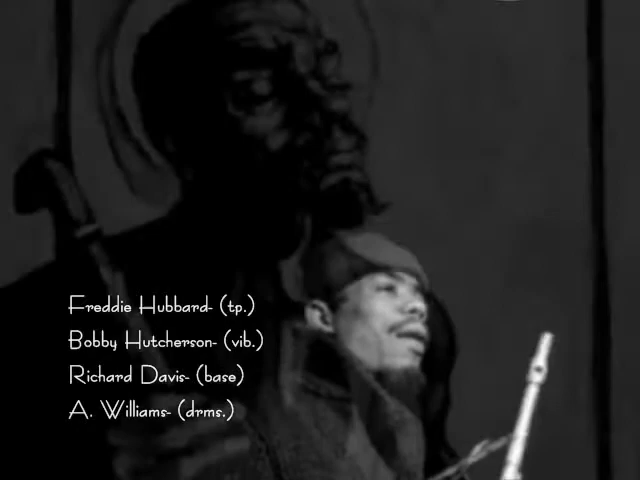 Freddie Hubbard- (tp.)
Bobby Hutcherson- (vib.)
Richard Davis- (base)
A. Williams- (drms.)